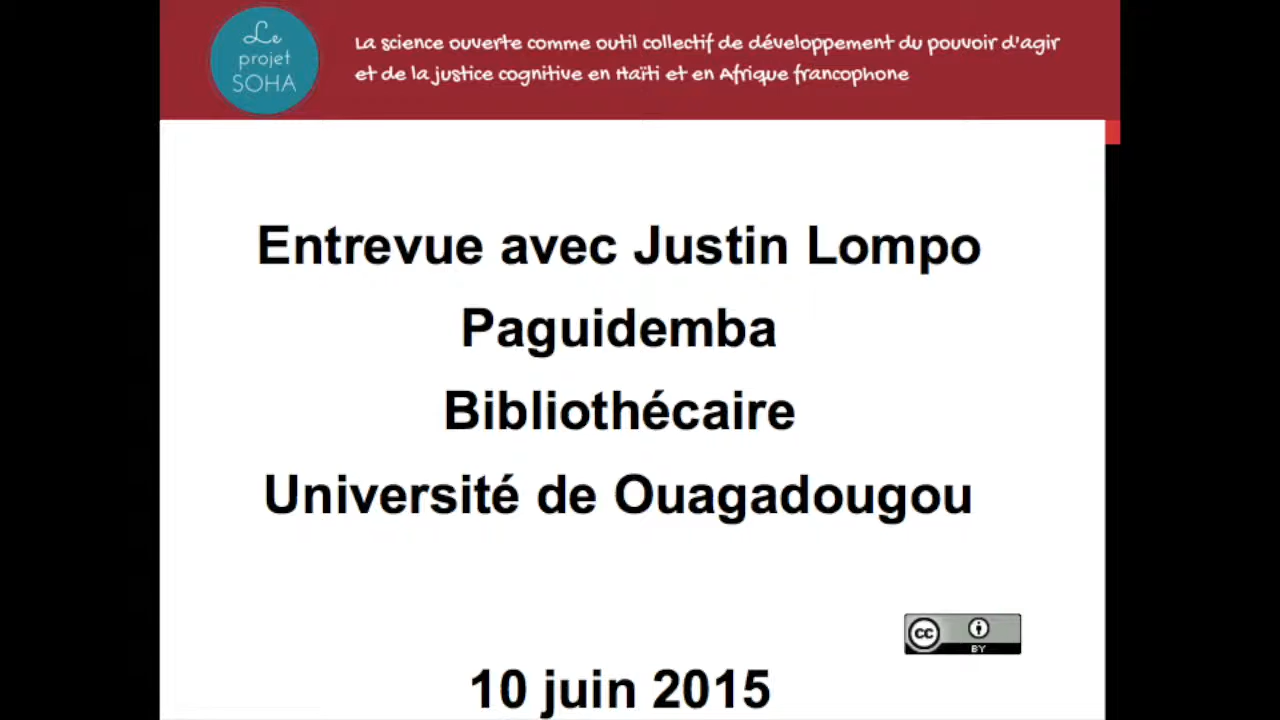 Le
projet
SOHA
La science ouverte comme outil collectif de développement du pouvoir d'agir
et de la justice cognitive en Haïti et en Afrique francophone
Entrevue avec Justin Lompo
Paguidemba
Bibliothécaire
Université de Ouagadougou
cc
BY
10 juin 2015